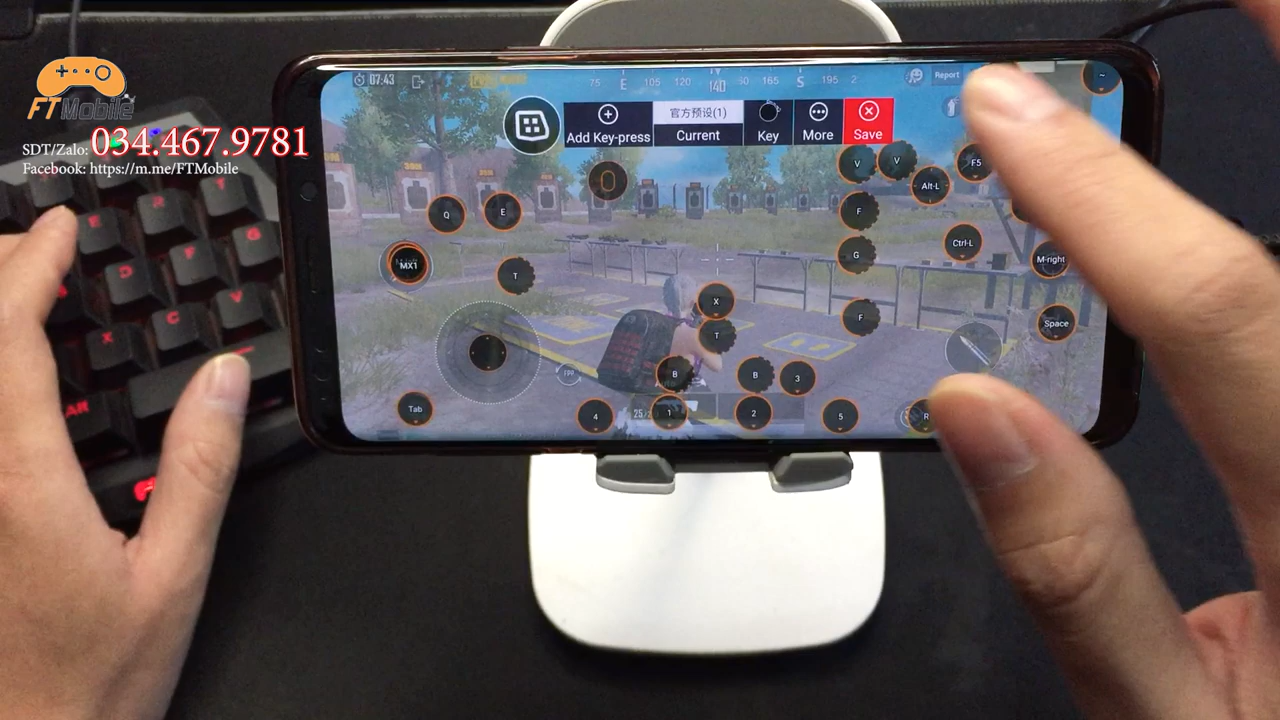 FTMobile
SDT/Zalo: 034.467.9781
Facebook: https://m.me/FTMobile
07:43
75 E 105 120 140 165 S 195
Report
~
Add Key-press
官方预设(1)
Current
Key
More
Save
V
V
F5
Alt-L
Q
E
F
Ctrl-L
MX1
G
M-right
T
X
T
F
Space
B
B
3
FPP
Tab
4
1
2
5
R
T
E
R
G
D
F
V
C
X